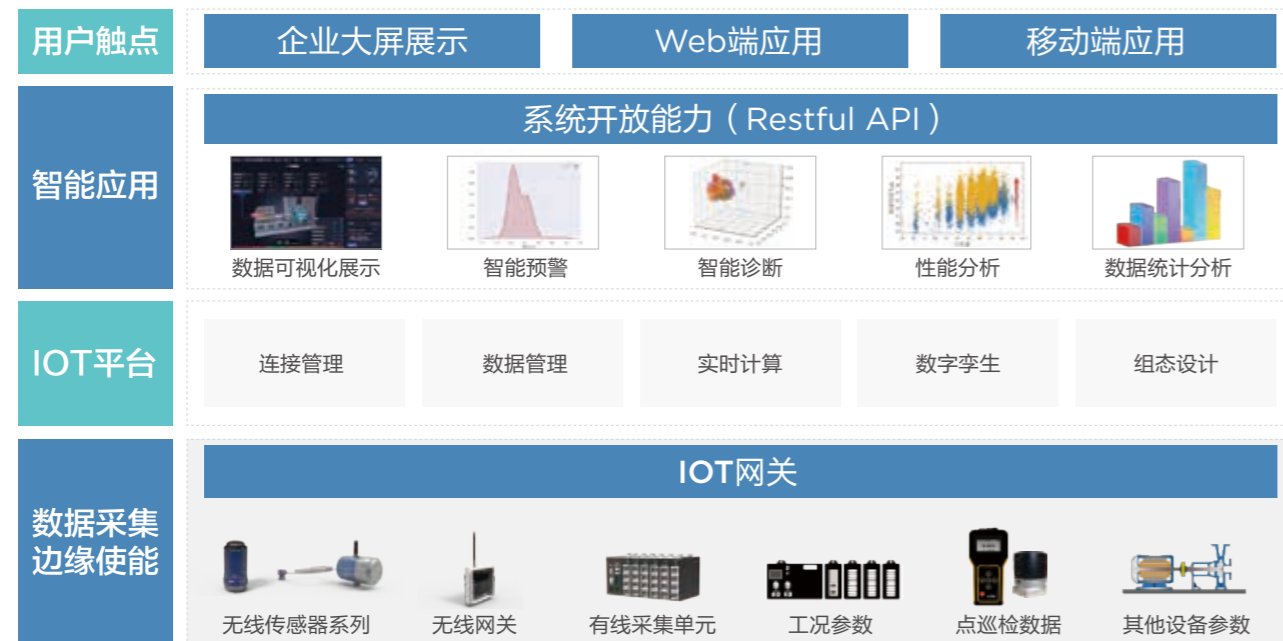 用户触点
企业大屏展示
Web端应用
移动端应用
智能应用
系统开放能力（Restful API）
数据可视化展示
智能预警
智能诊断
性能分析
数据统计分析
IOT平台
连接管理
数据管理
实时计算
数字孪生
组态设计
数据采集
边缘使能
IOT网关
无线传感器系列
无线网关
有线采集单元
工况参数
点巡检数据
其他设备参数